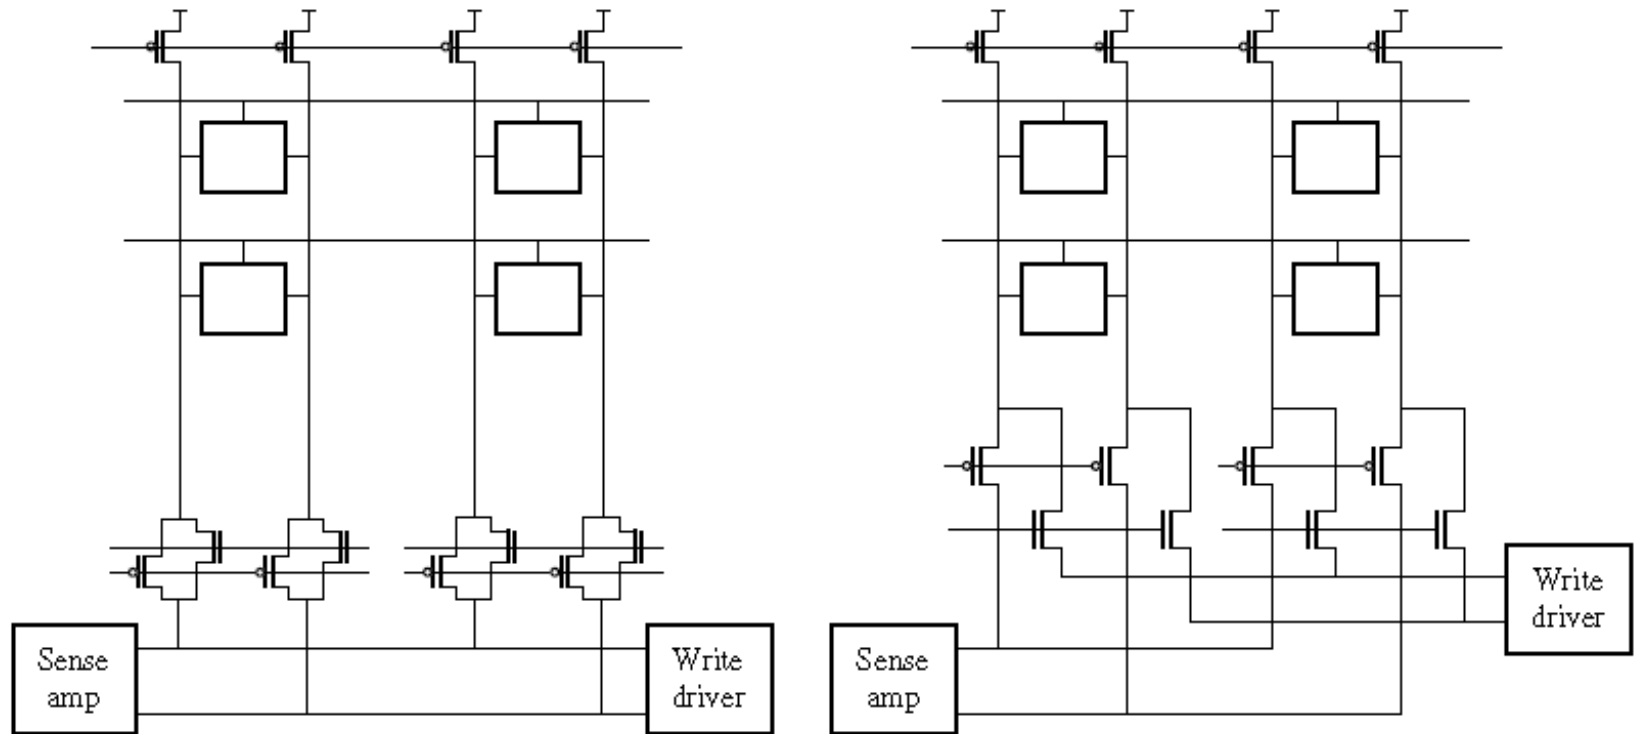 Sense
amp
Write
driver
Sense
amp
Write
driver